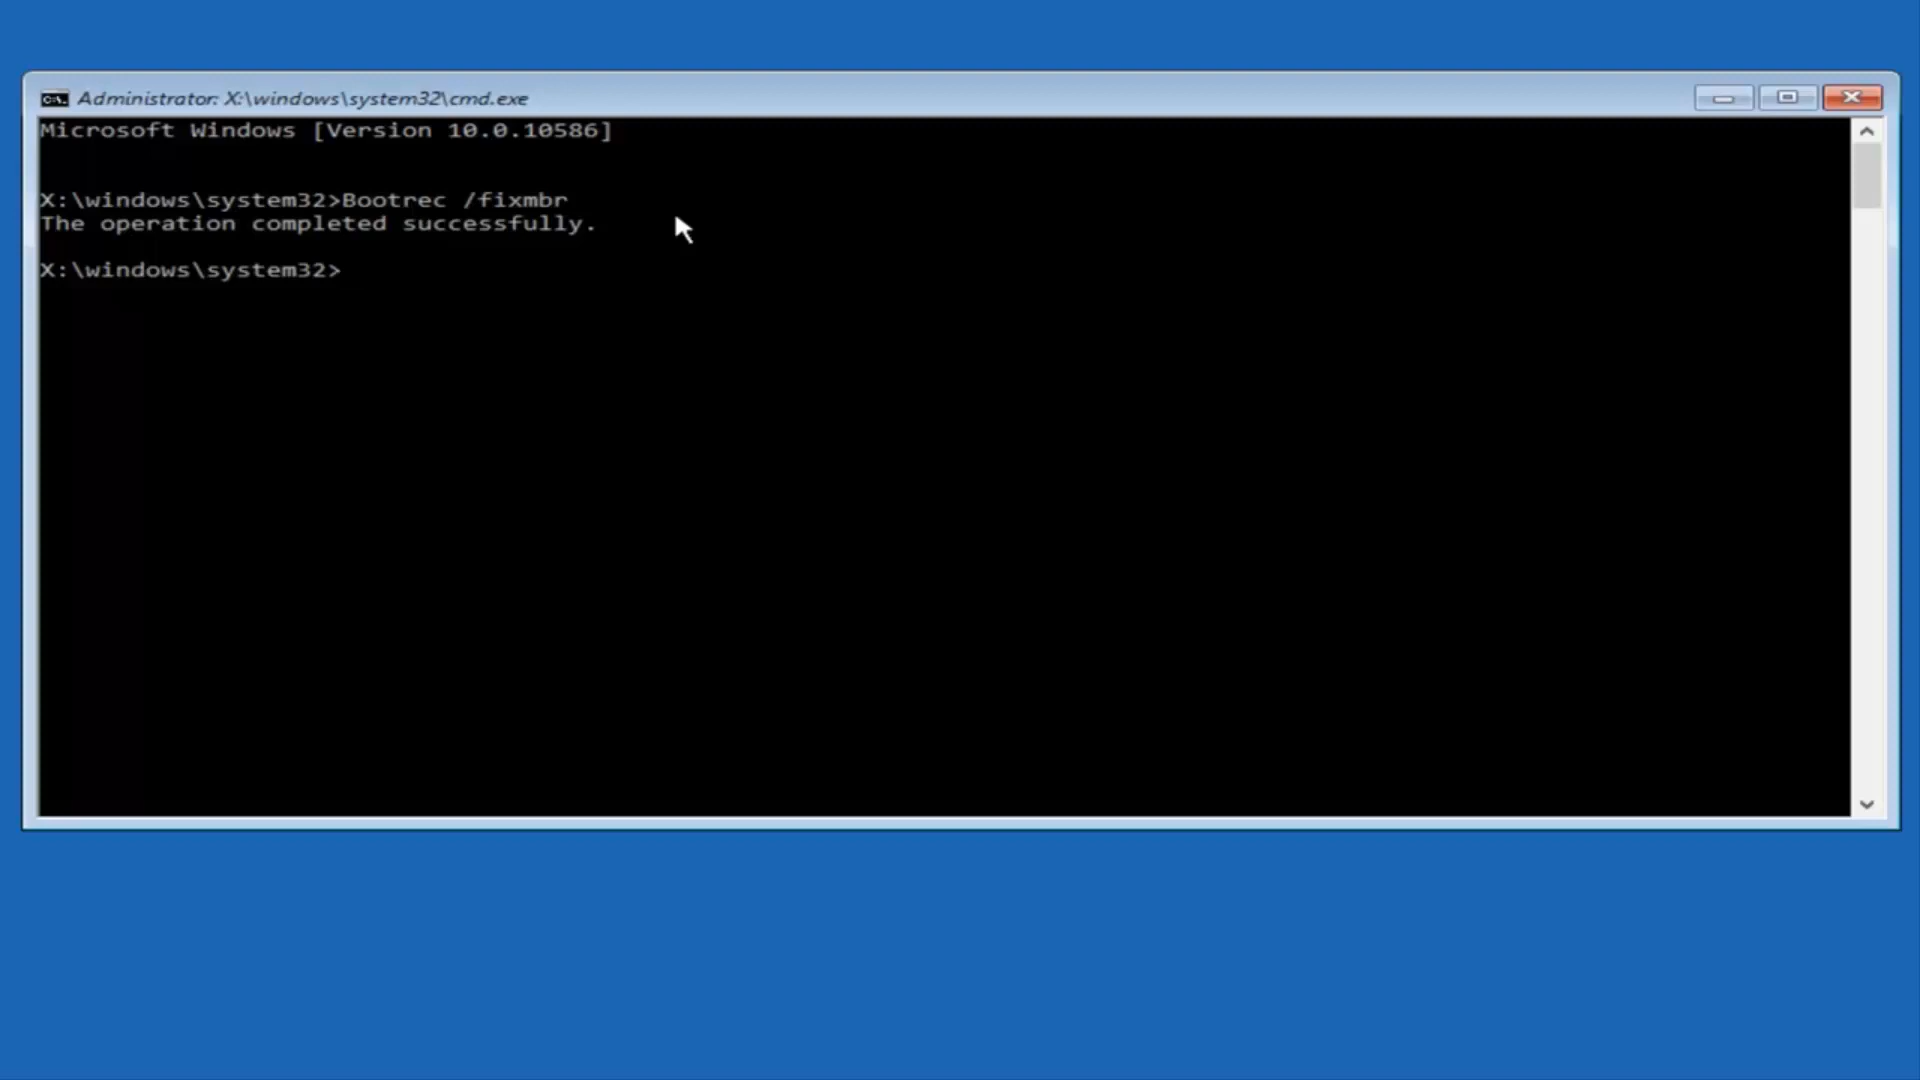 Administrator: X:\windows\system32\cmd.exe
Microsoft Windows [Version 10.0.10586]
X:\windows\system32>Bootrec /fixmbr
The operation completed successfully.
X:\windows\system32>